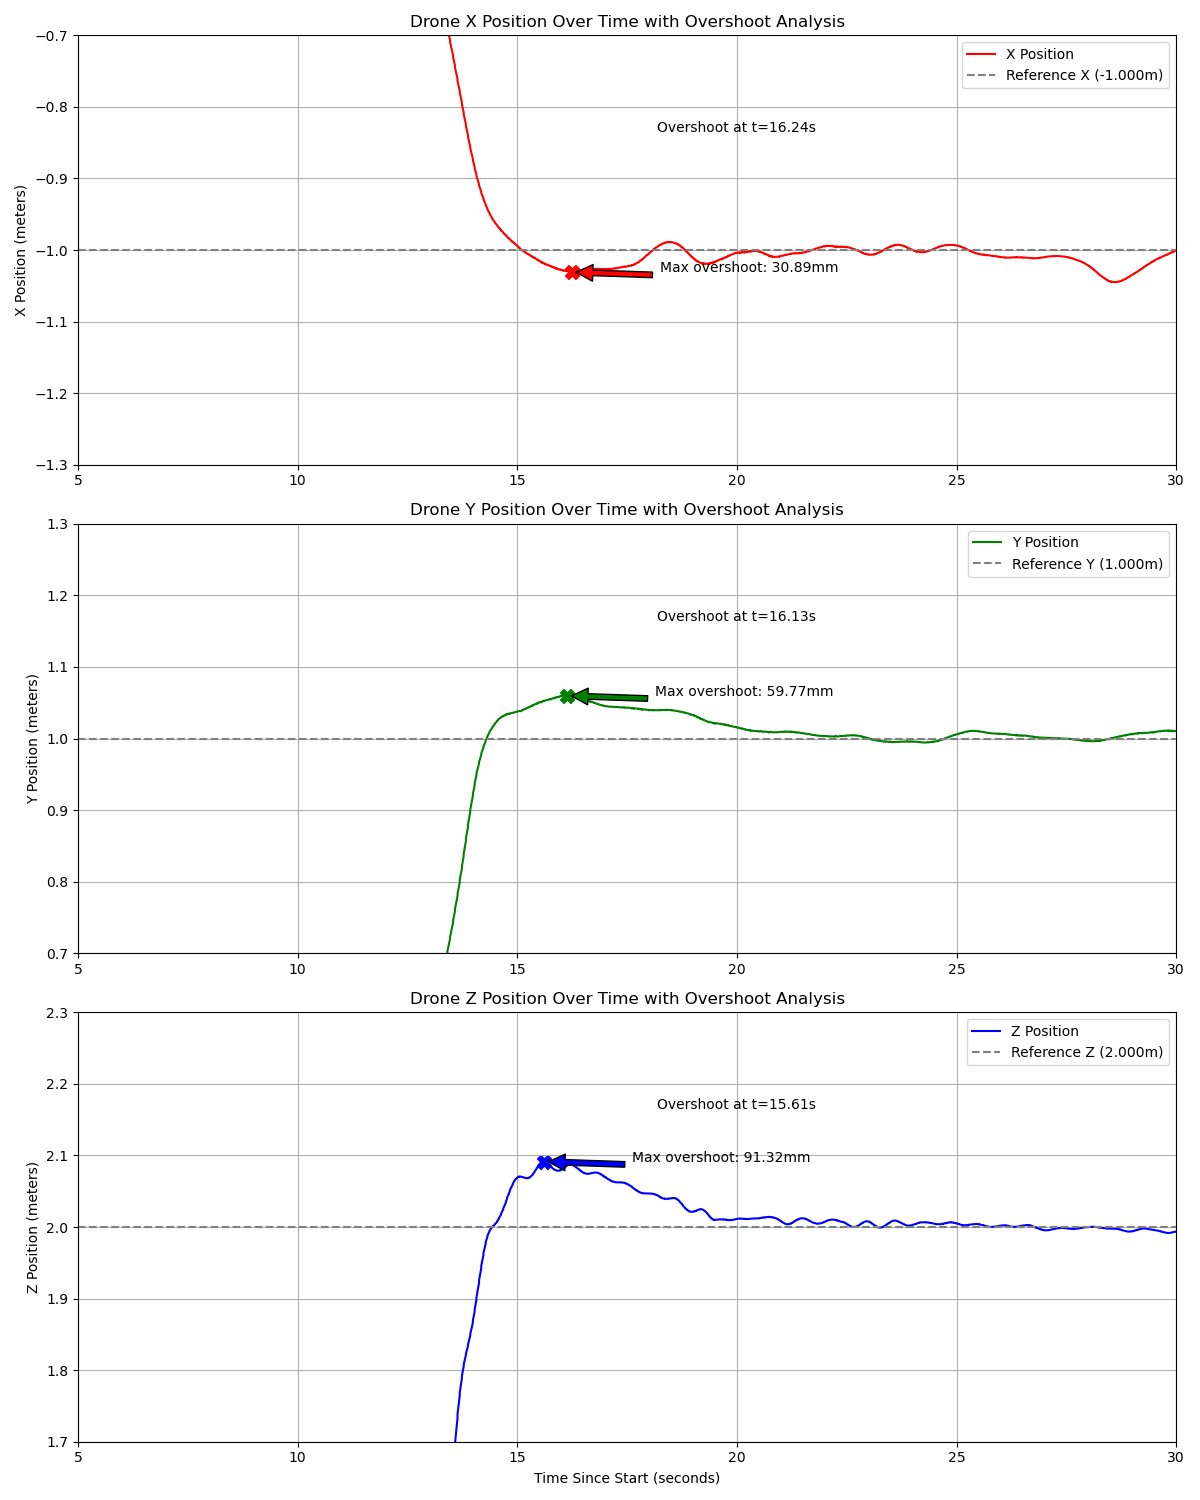 Drone X Position Over Time with Overshoot Analysis
−0.7
−0.8
−0.9
−1.0
−1.1
−1.2
−1.3
X Position (meters)
X Position
Reference X (-1.000m)
Overshoot at t=16.24s
Max overshoot: 30.89mm
5 10 15 20 25 30
Drone Y Position Over Time with Overshoot Analysis
1.3
1.2
1.1
1.0
0.9
0.8
0.7
Y Position (meters)
Y Position
Reference Y (1.000m)
Overshoot at t=16.13s
Max overshoot: 59.77mm
5 10 15 20 25 30
Drone Z Position Over Time with Overshoot Analysis
2.3
2.2
2.1
2.0
1.9
1.8
1.7
Z Position (meters)
Z Position
Reference Z (2.000m)
Overshoot at t=15.61s
Max overshoot: 91.32mm
5 10 15 20 25 30
Time Since Start (seconds)